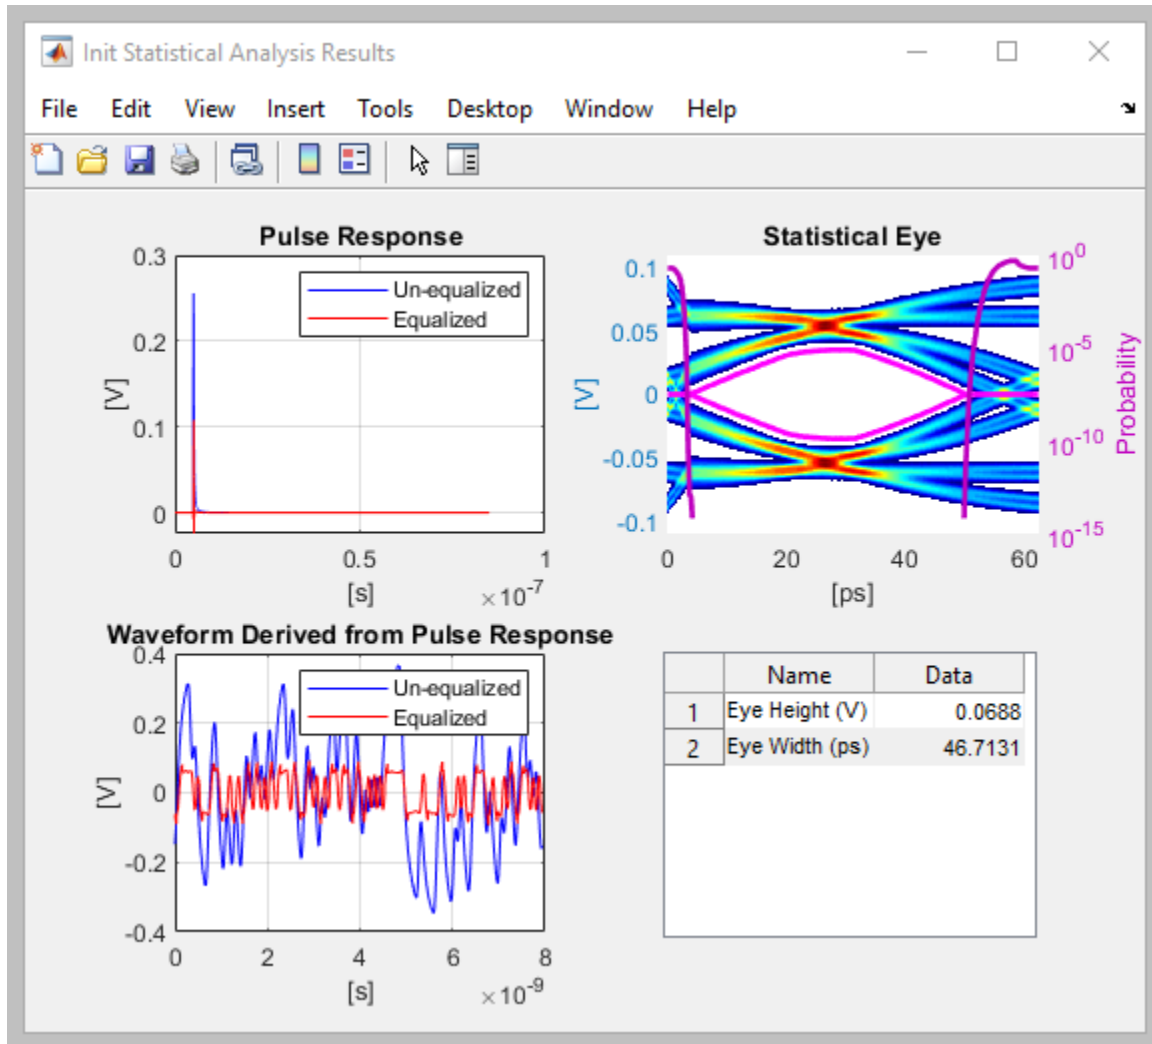 Init Statistical Analysis Results
File Edit View Insert Tools Desktop Window Help
Pulse Response
0.3
0.2
0.1
0
[V]
Un-equalized
Equalized
0 0.5 1
[s] ×10^-7
Statistical Eye
0.1
0.05
0
-0.05
-0.1
[V]
10^0
10^-5
10^-10
10^-15
Probability
0 20 40 60
[ps]
Waveform Derived from Pulse Response
0.4
0.2
0
-0.2
-0.4
[V]
Un-equalized
Equalized
0 2 4 6 8
[s] ×10^-9
Name Data
1 Eye Height (V) 0.0688
2 Eye Width (ps) 46.7131